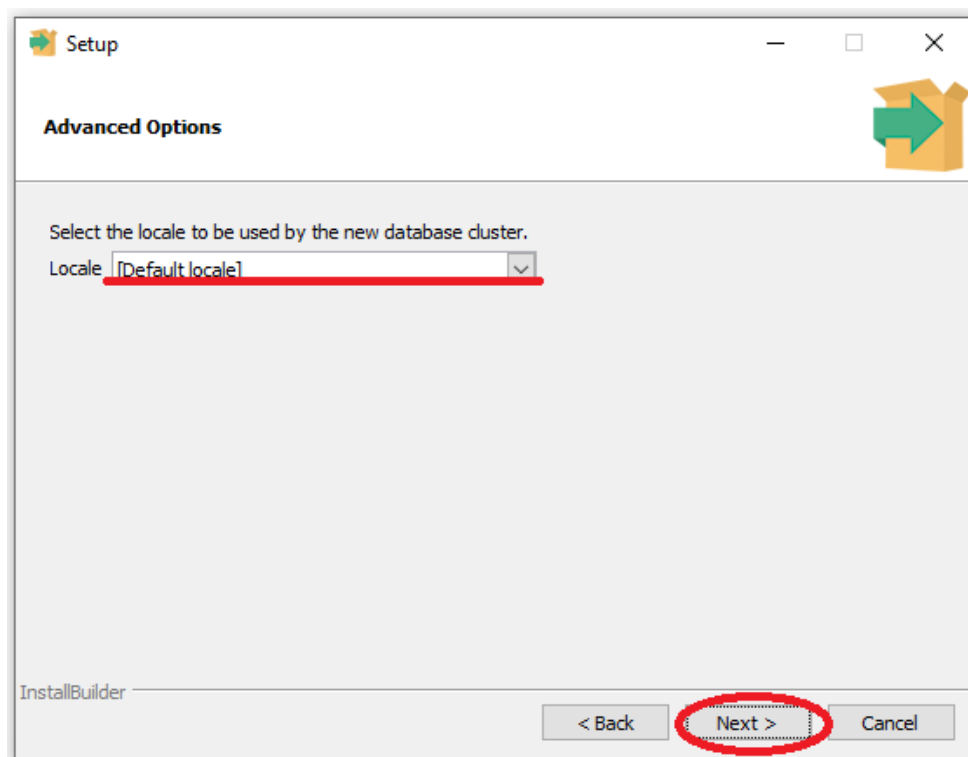 Setup
Advanced Options
Select the locale to be used by the new database cluster.
Locale [Default locale]
InstallBuilder
< Back Next > Cancel